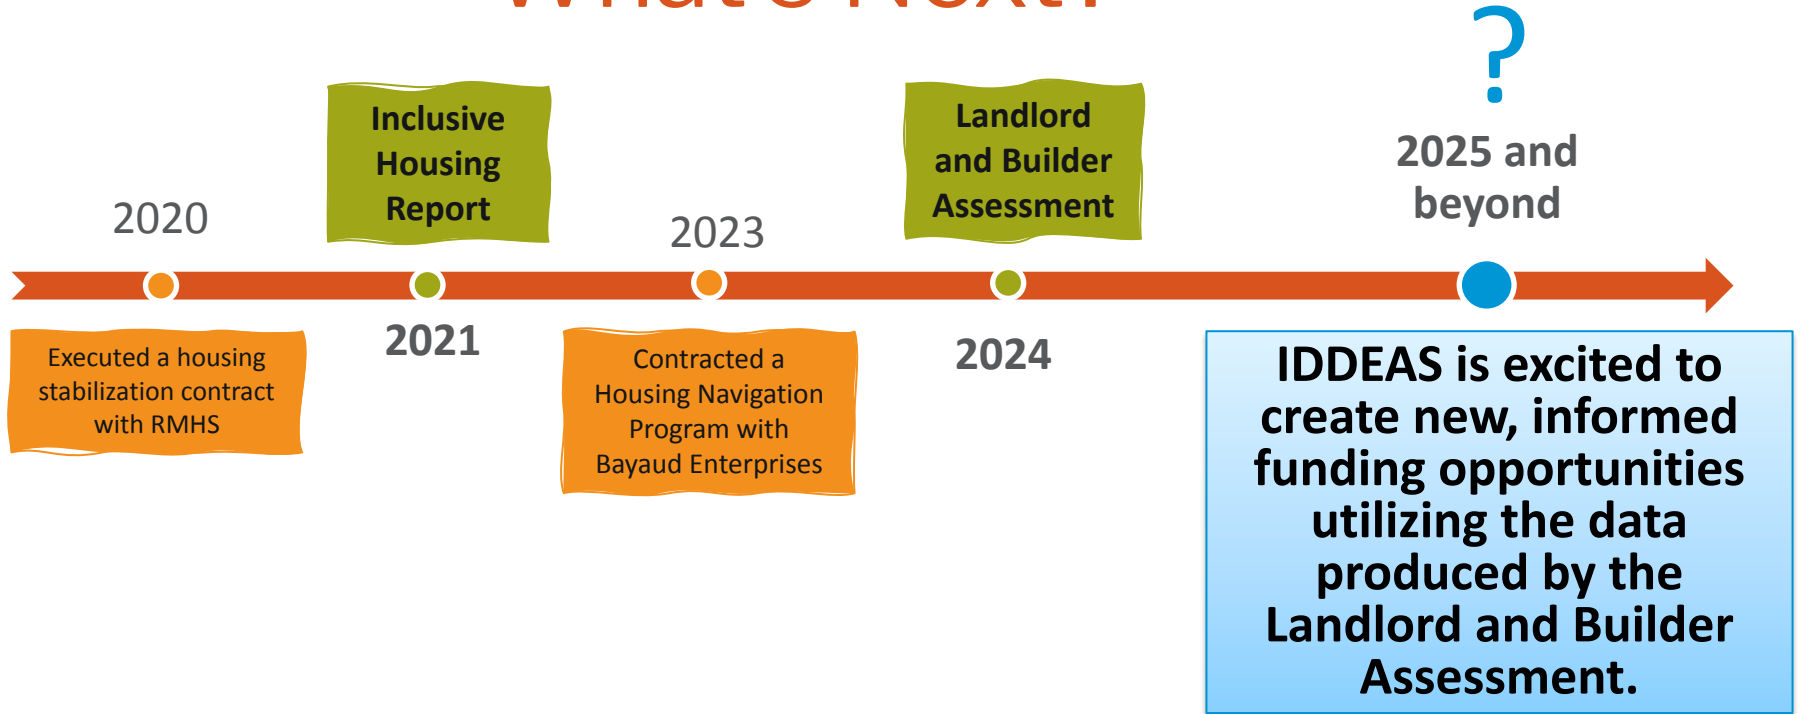 What's Next?
?
2020
Executed a housing
stabilization contract
with RMHS
Inclusive
Housing
Report
2021
2023
Contracted a
Housing Navigation
Program with
Bayaud Enterprises
Landlord
and Builder
Assessment
2024
2025 and
beyond
IDDEAS is excited to
create new, informed
funding opportunities
utilizing the data
produced by the
Landlord and Builder
Assessment.